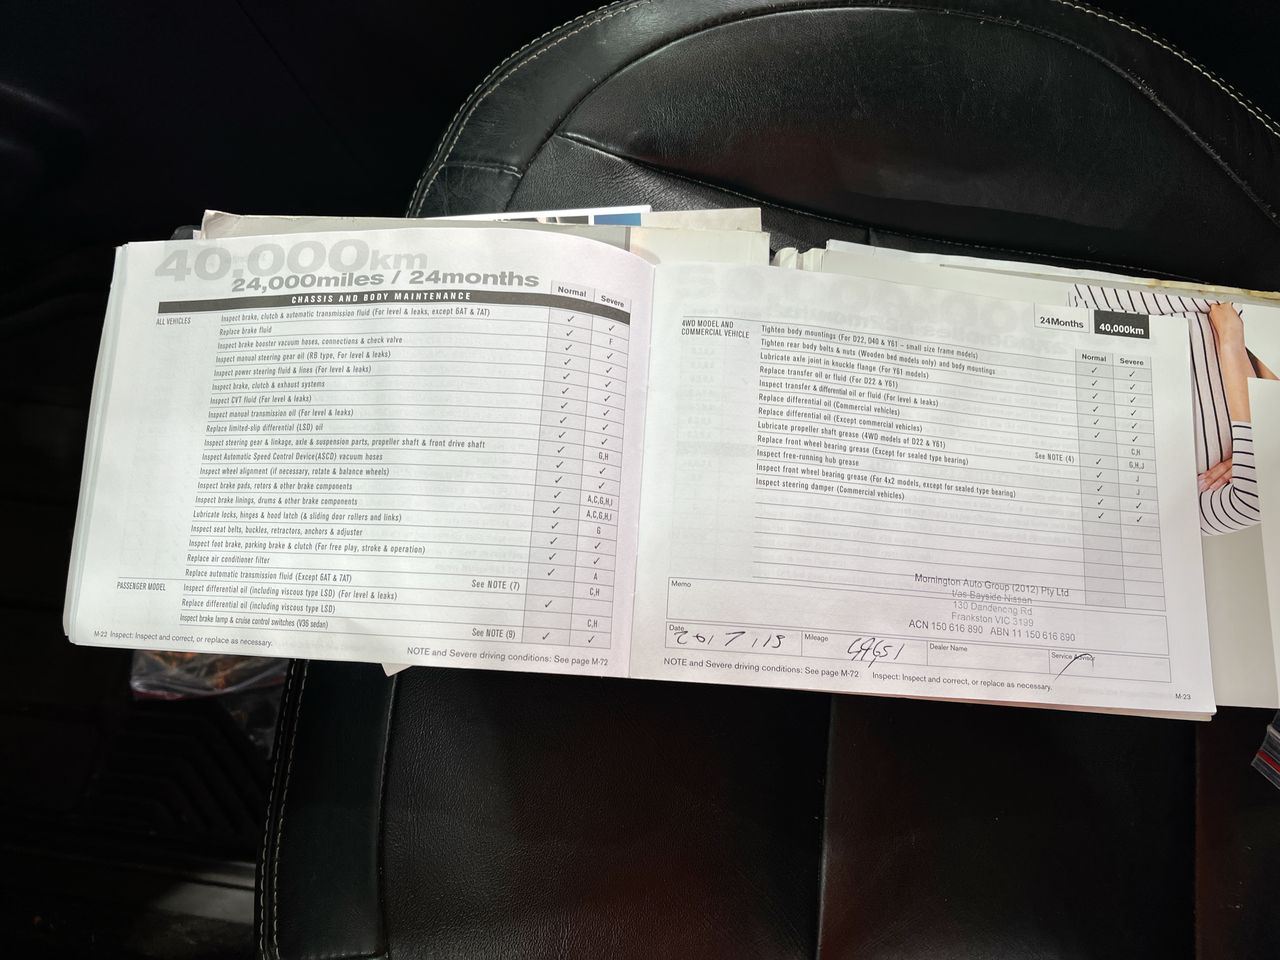 40,000km
24,000miles / 24months
CHASSIS AND BODY MAINTENANCE
Normal
Severe
ALL VEHICLES
Inspect brake, clutch & automatic transmission fluid (For level & leaks, except 6AT & 7AT) ✓ ✓
Replace brake fluid ✓ F
Inspect brake booster vacuum hoses, connections & check valve ✓ ✓
Inspect manual steering gear oil (RB type, For level & leaks) ✓ ✓
Inspect power steering fluid & lines (For level & leaks) ✓ ✓
Inspect brake, clutch & exhaust systems ✓ ✓
Inspect CVT fluid (For level & leaks) ✓ ✓
Inspect manual transmission oil (For level & leaks) ✓ ✓
Replace limited-slip differential (LSD) oil ✓ ✓
Inspect steering gear & linkage, axle & suspension parts, propeller shaft & front drive shaft ✓ G,H
Inspect Automatic Speed Control Device(ASCD) vacuum hoses ✓ ✓
Inspect wheel alignment (if necessary, rotate & balance wheels) ✓ ✓
Inspect brake pads, rotors & other brake components ✓ A,C,G,H,I
Inspect brake linings, drums & other brake components ✓ A,C,G,H,I
Lubricate locks, hinges & hood latch (& sliding door rollers and links) ✓ G
Inspect seat belts, buckles, retractors, anchors & adjuster ✓ ✓
Inspect foot brake, parking brake & clutch (For free play, stroke & operation) ✓ ✓
Replace air conditioner filter ✓ A
Replace automatic transmission fluid (Except 6AT & 7AT) See NOTE (7) C,H
PASSENGER MODEL
Inspect differential oil (including viscous type LSD) (For level & leaks) ✓
Replace differential oil (including viscous type LSD) C,H
Inspect brake lamp & cruise control switches (V36 sedan) See NOTE (9) ✓ ✓
M-22 Inspect: Inspect and correct, or replace as necessary.
NOTE and Severe driving conditions: See page M-72
24Months 40,000km
Normal
Severe
4WD MODEL AND
COMMERCIAL VEHICLE
Tighten body mountings (For D22, D40 & Y61 – small size frame models) ✓ ✓
Tighten rear body bolts & nuts (Wooden bed models only) and body mountings ✓ ✓
Lubricate axle joint in knuckle flange (For Y61 models) ✓ ✓
Replace transfer oil or fluid (For D22 & Y61) ✓ ✓
Inspect transfer & differential oil or fluid (For level & leaks) ✓ ✓
Replace differential oil (Commercial vehicles) ✓ C,H
Replace differential oil (Except commercial vehicles) See NOTE (4) G,H,J
Lubricate propeller shaft grease (4WD models of D22 & Y61) ✓ J
Replace front wheel bearing grease (Except for sealed type bearing) ✓ J
Inspect free-running hub grease ✓ ✓
Inspect front wheel bearing grease (For 4x2 models, except for sealed type bearing) ✓ ✓
Inspect steering damper (Commercial vehicles) ✓ ✓
Memo
Mornington Auto Group (2012) Pty Ltd
t/as Bayside Nissan
130 Dandenong Rd
Frankston VIC 3199
ACN 150 616 890 ABN 11 150 616 890
Date
Mileage
Dealer Name
Service Advisor
NOTE and Severe driving conditions: See page M-72 Inspect: Inspect and correct, or replace as necessary.
M-23